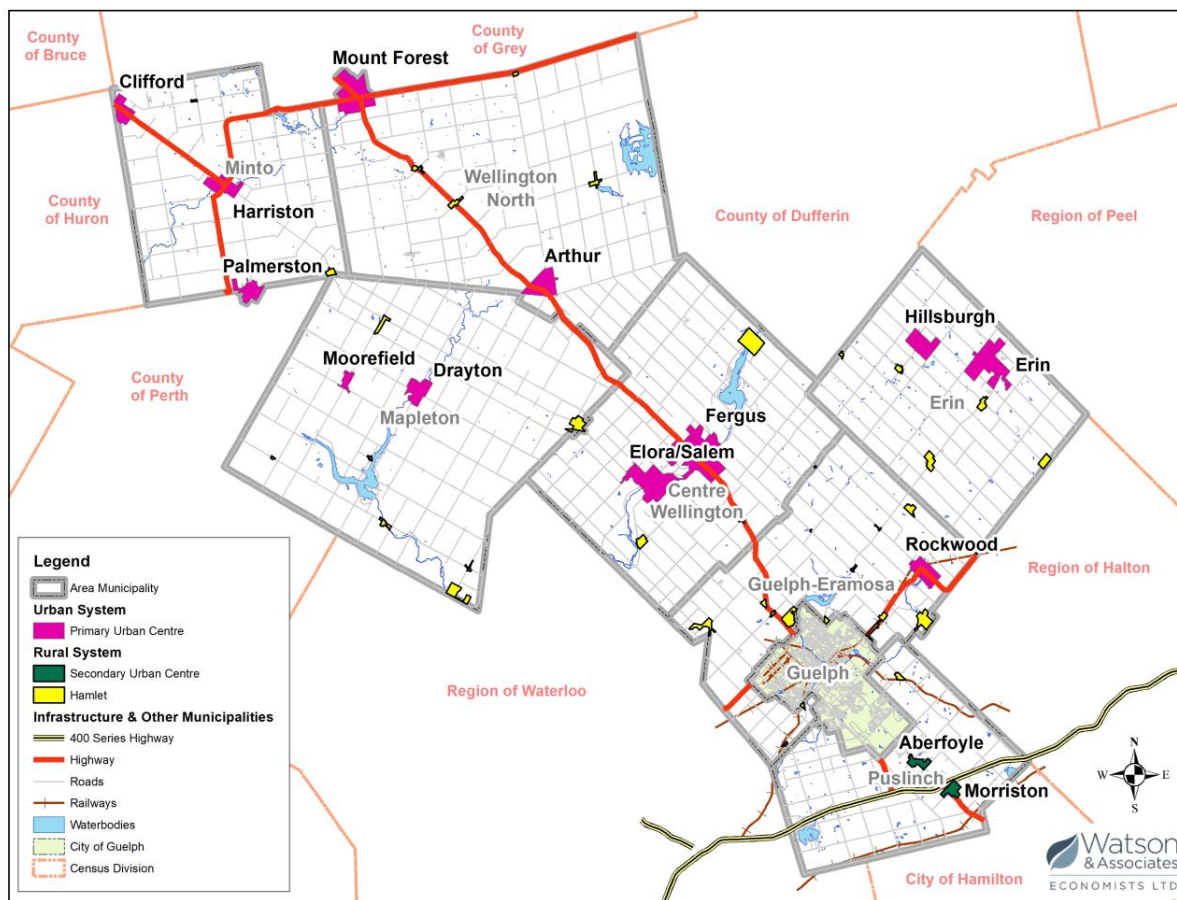 County
of Bruce
County
of Grey
Mount Forest
Clifford
Minto
Wellington
North
County
of Huron
Harriston
County of Dufferin
Region of Peel
Palmerston
Arthur
Hillsburgh
Erin
Moorefield
Drayton
County
of Perth
Mapleton
Erin
Fergus
Elora/Salem
Centre
Wellington
Rockwood
Region of Halton
Guelph-Eramosa
Region of Waterloo
Guelph
Aberfoyle
Puslinch
Morriston
City of Hamilton
N
W
E
S
Legend
Area Municipality
Urban System
Primary Urban Centre
Rural System
Secondary Urban Centre
Hamlet
Infrastructure & Other Municipalities
400 Series Highway
Highway
Roads
Railways
Waterbodies
City of Guelph
Census Division
Watson
& Associates
ECONOMISTS LTD.